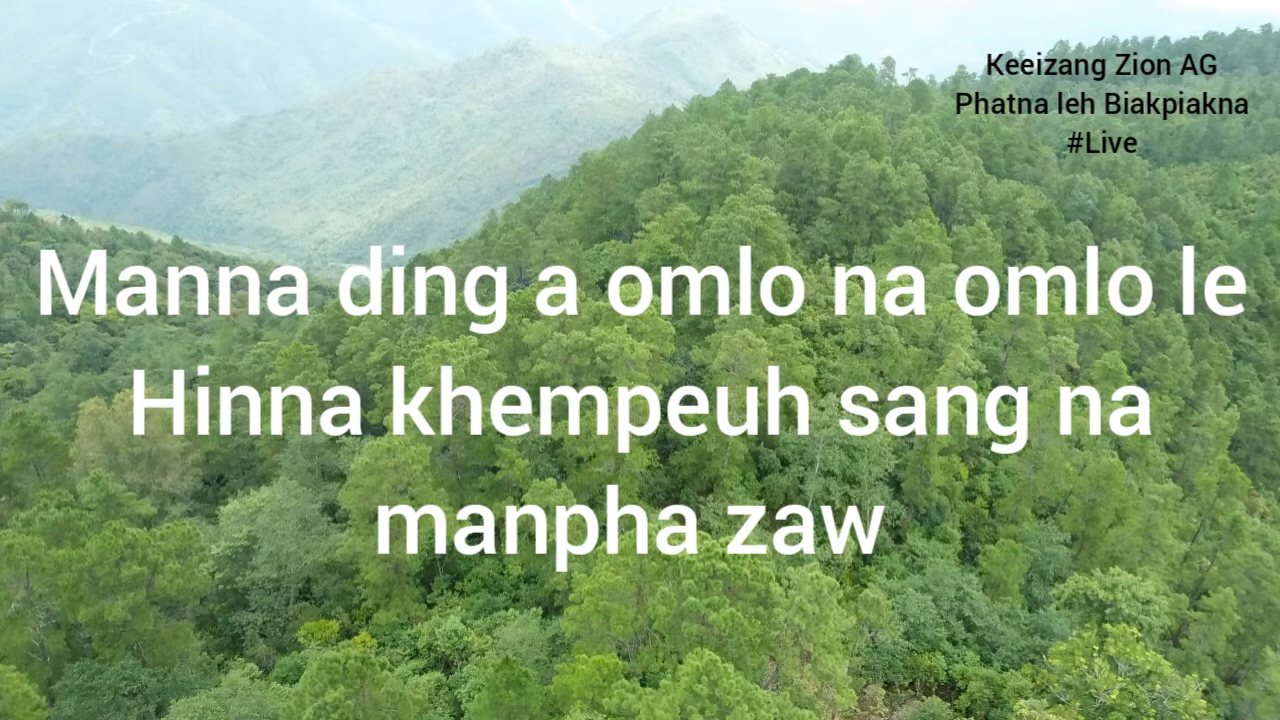 Keeizang Zion AG
Phatna leh Biakpiakna
#Live
Manna ding a omlo na omlo le
Hinna khempeuh sang na
manpha zaw